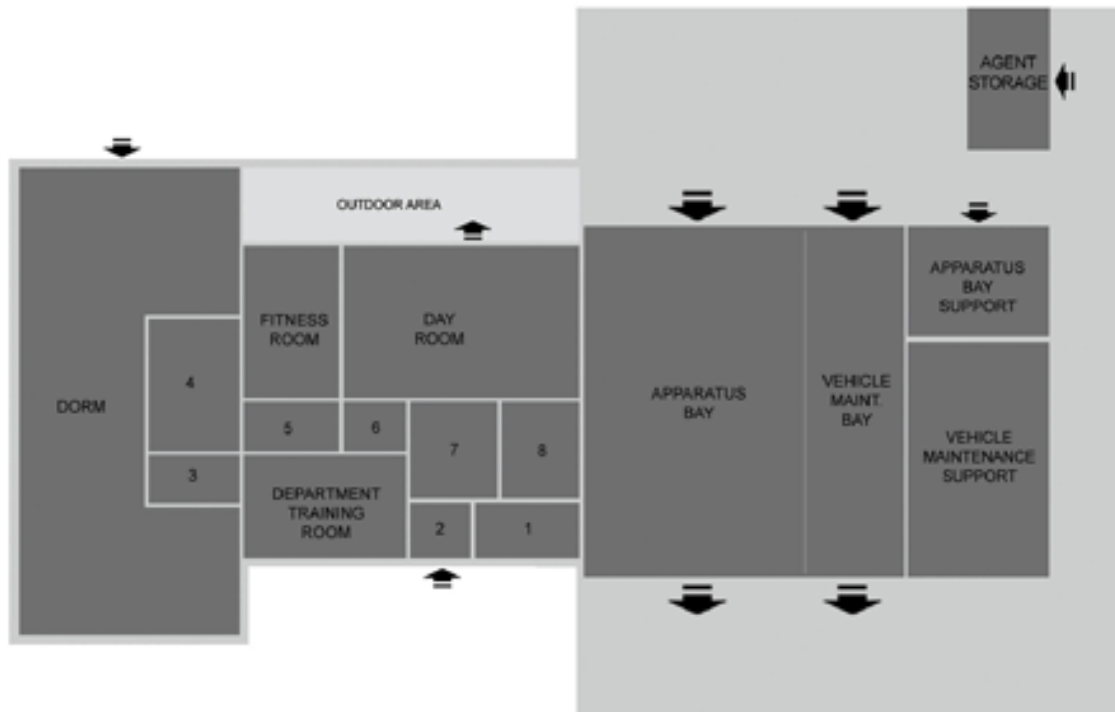 AGENT
STORAGE
OUTDOOR AREA
FITNESS
ROOM
DAY
ROOM
APPARATUS
BAY
SUPPORT
DORM
4
3
5
6
7
8
DEPARTMENT
TRAINING
ROOM
2
1
APPARATUS
BAY
VEHICLE
MAINT.
BAY
VEHICLE
MAINTENANCE
SUPPORT